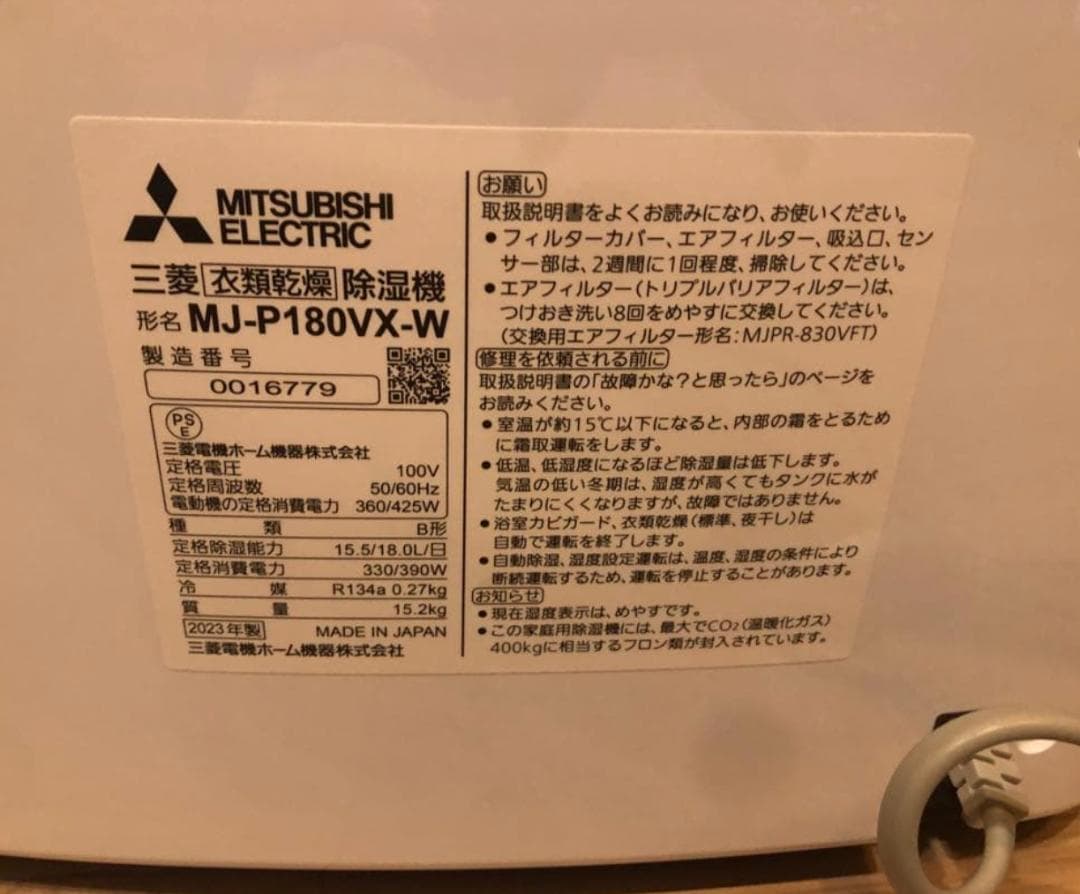 MITSUBISHI
ELECTRIC
三菱 衣類乾燥 除湿機
形名 MJ-P180VX-W
製造番号
0016779
PS
E
三菱電機ホーム機器株式会社
定格電圧 100V
定格周波数 50/60Hz
電動機の定格消費電力 360/425W
種類 B形
定格除湿能力 15.5/18.0L/日
定格消費電力 330/390W
冷媒 R134a 0.27kg
質量 15.2kg
2023年製 MADE IN JAPAN
三菱電機ホーム機器株式会社
お願い
取扱説明書をよくお読みになり、お使いください。
●フィルターカバー、エアフィルター、吸込口、セン
サー部は、2週間に1回程度、掃除してください。
●エアフィルター(トリプルバリアフィルター)は、
つけおき洗い8回をめやすに交換してください。
(交換用エアフィルター形名:MJPR-830VFT)
修理を依頼される前に
取扱説明書の「故障かな?と思ったら」のページを
お読みください。
●室温が約15℃以下になると、内部の霜をとるため
に霜取運転をします。
●低温、低湿度になるほど除湿量は低下します。
気温の低い冬期は、湿度が高くてもタンクに水が
たまりにくくなりますが、故障ではありません。
●浴室カビガード、衣類乾燥(標準、夜干し)は
自動で運転を終了します。
●自動除湿、湿度設定運転は、温度、湿度の条件により
断続運転するため、運転を停止することがあります。
お知らせ
●現在湿度表示は、めやすです。
●この家庭用除湿機には、最大でCO2(温暖化ガス)
400kgに相当するフロン類が封入されています。